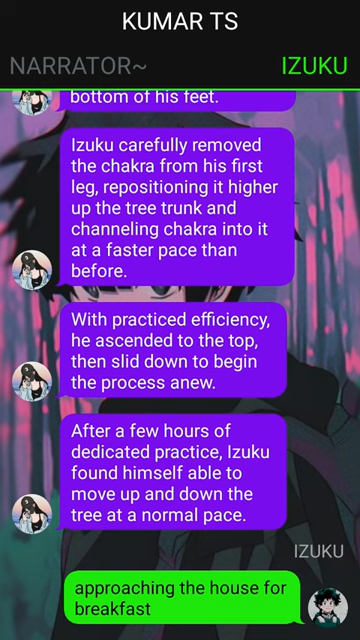 KUMAR TS
NARRATOR~
IZUKU
bottom of his feet.
Izuku carefully removed
the chakra from his first
leg, repositioning it higher
up the tree trunk and
channeling chakra into it
at a faster pace than
before.
With practiced efficiency,
he ascended to the top,
then slid down to begin
the process anew.
After a few hours of
dedicated practice, Izuku
found himself able to
move up and down the
tree at a normal pace.
IZUKU
approaching the house for
breakfast